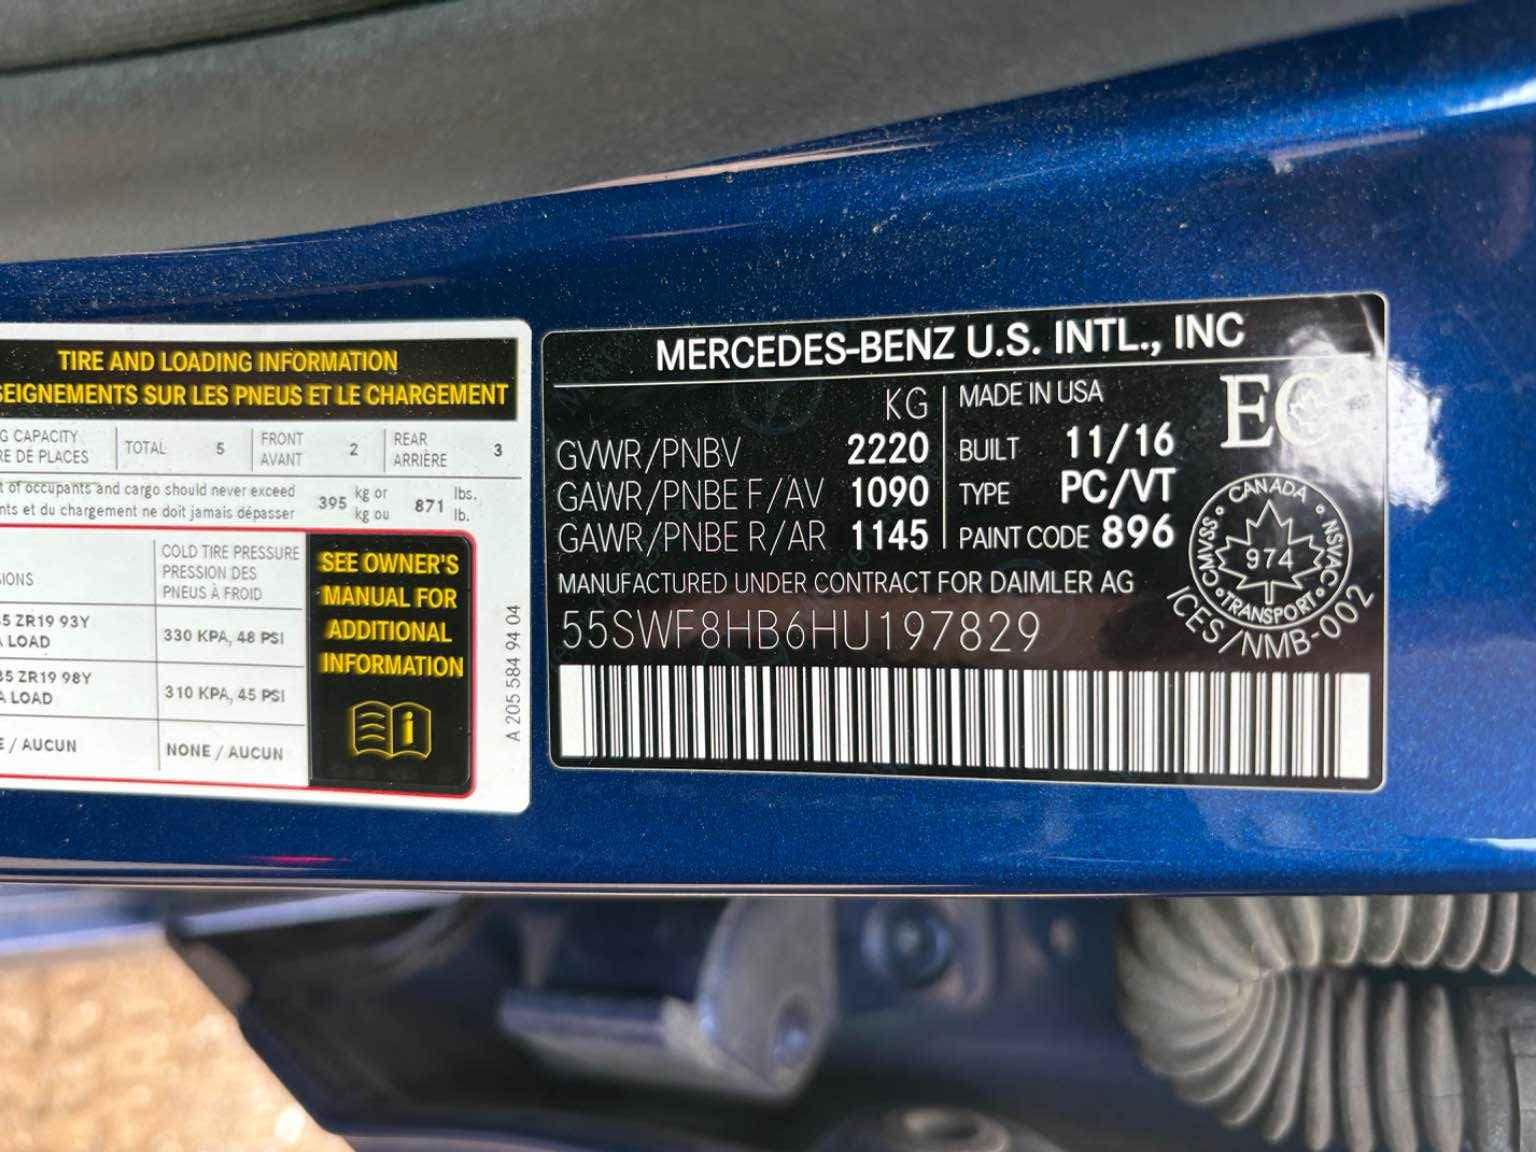 TIRE AND LOADING INFORMATION
SEIGNEMENTS SUR LES PNEUS ET LE CHARGEMENT
G CAPACITY
RE DE PLACES
TOTAL 5
FRONT
AVANT
2
REAR
ARRIÈRE
3
t of occupants and cargo should never exceed
nts et du chargement ne doit jamais dépasser
395 kg or
kg ou
871 lbs.
lb.
IONS
COLD TIRE PRESSURE
PRESSION DES
PNEUS À FROID
5 ZR19 93Y
A LOAD
330 KPA, 48 PSI
35 ZR19 98Y
A LOAD
310 KPA, 45 PSI
E / AUCUN
NONE / AUCUN
SEE OWNER'S
MANUAL FOR
ADDITIONAL
INFORMATION
A 205 584 94 04
MERCEDES-BENZ U.S. INTL., INC
KG
GVWR/PNBV 2220
GAWR/PNBE F/AV 1090
GAWR/PNBE R/AR 1145
MADE IN USA
BUILT 11/16
TYPE PC/VT
PAINT CODE 896
EC
CANADA
CMVSS
NSVAC
974
TRANSPORT
ICES/NMB-002
MANUFACTURED UNDER CONTRACT FOR DAIMLER AG
55SWF8HB6HU197829